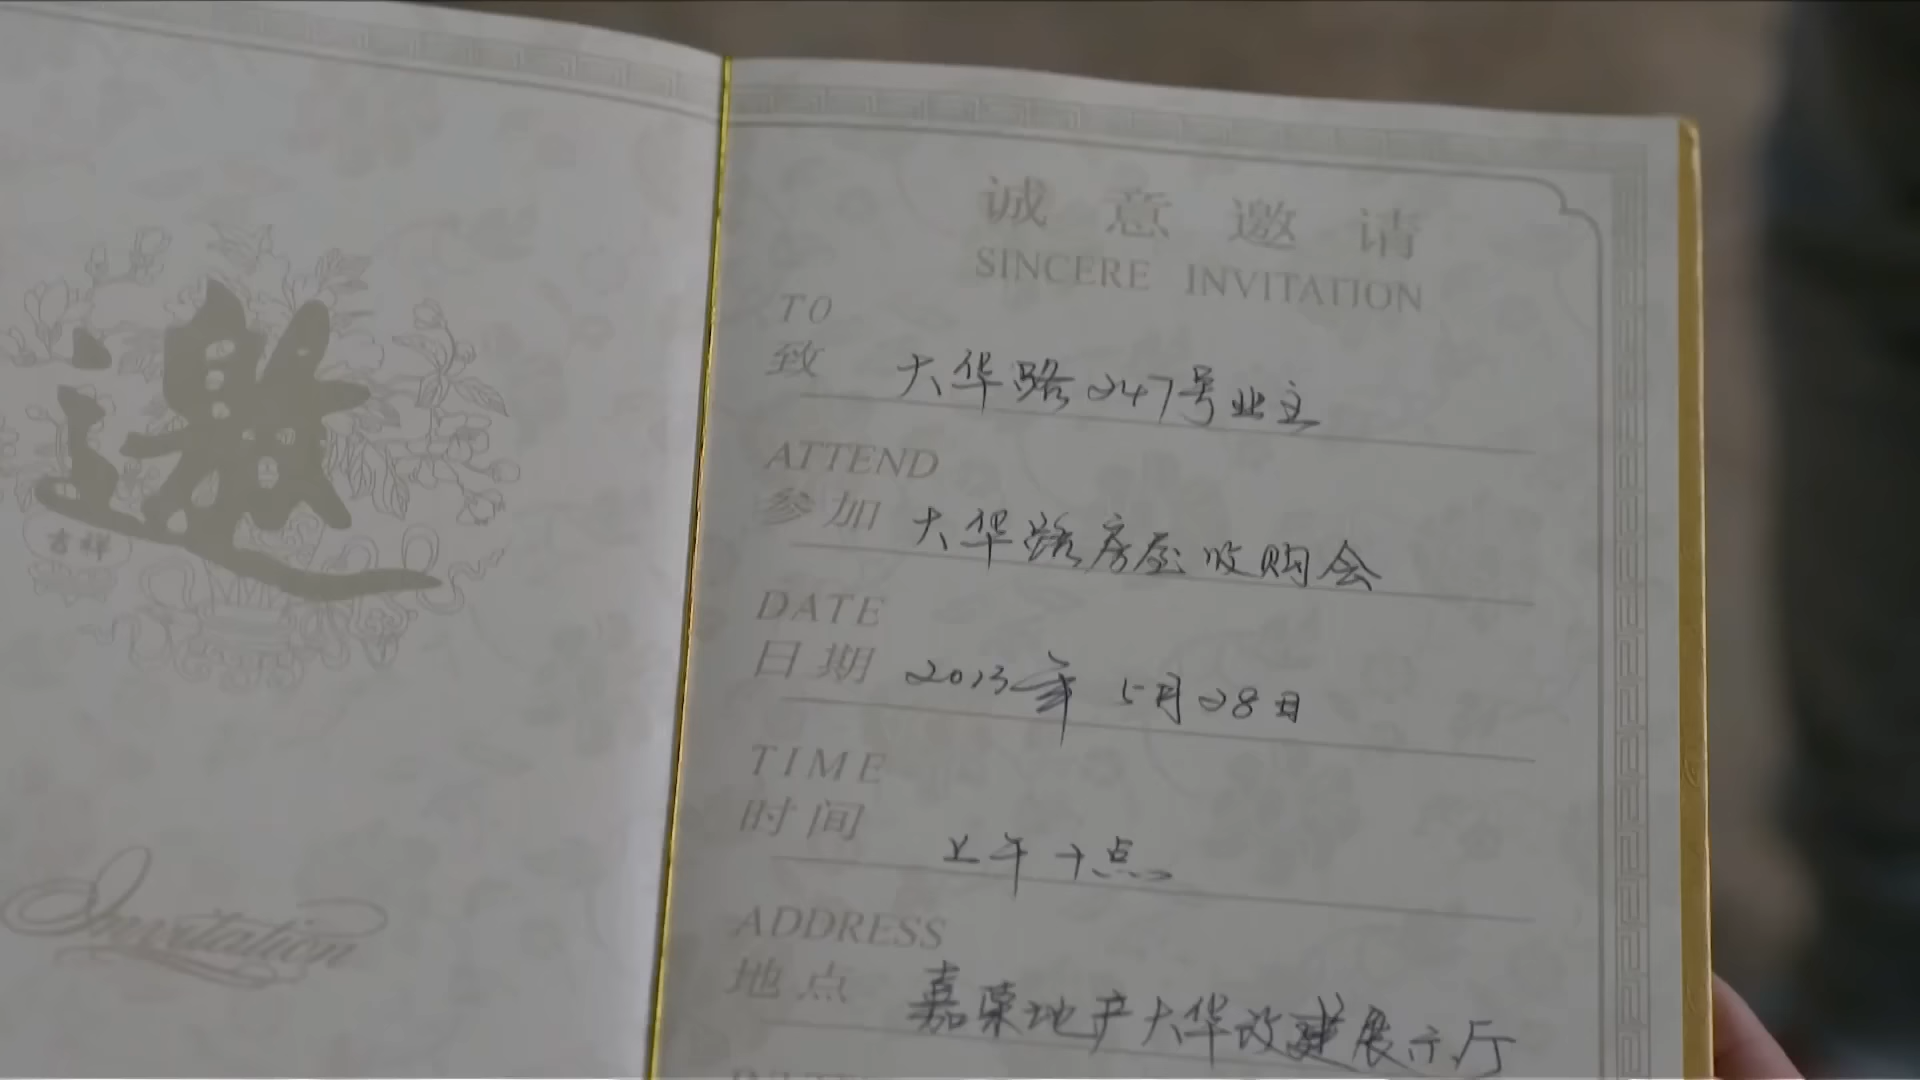 邀
吉祥
Invitation
诚意邀请
SINCERE INVITATION
TO
致 大华路247号业主
ATTEND
参加 大华路房屋收购会
DATE
日期 2013年 5月28日
TIME
时间 上午十点
ADDRESS
地点 嘉荣地产大华改建展示厅